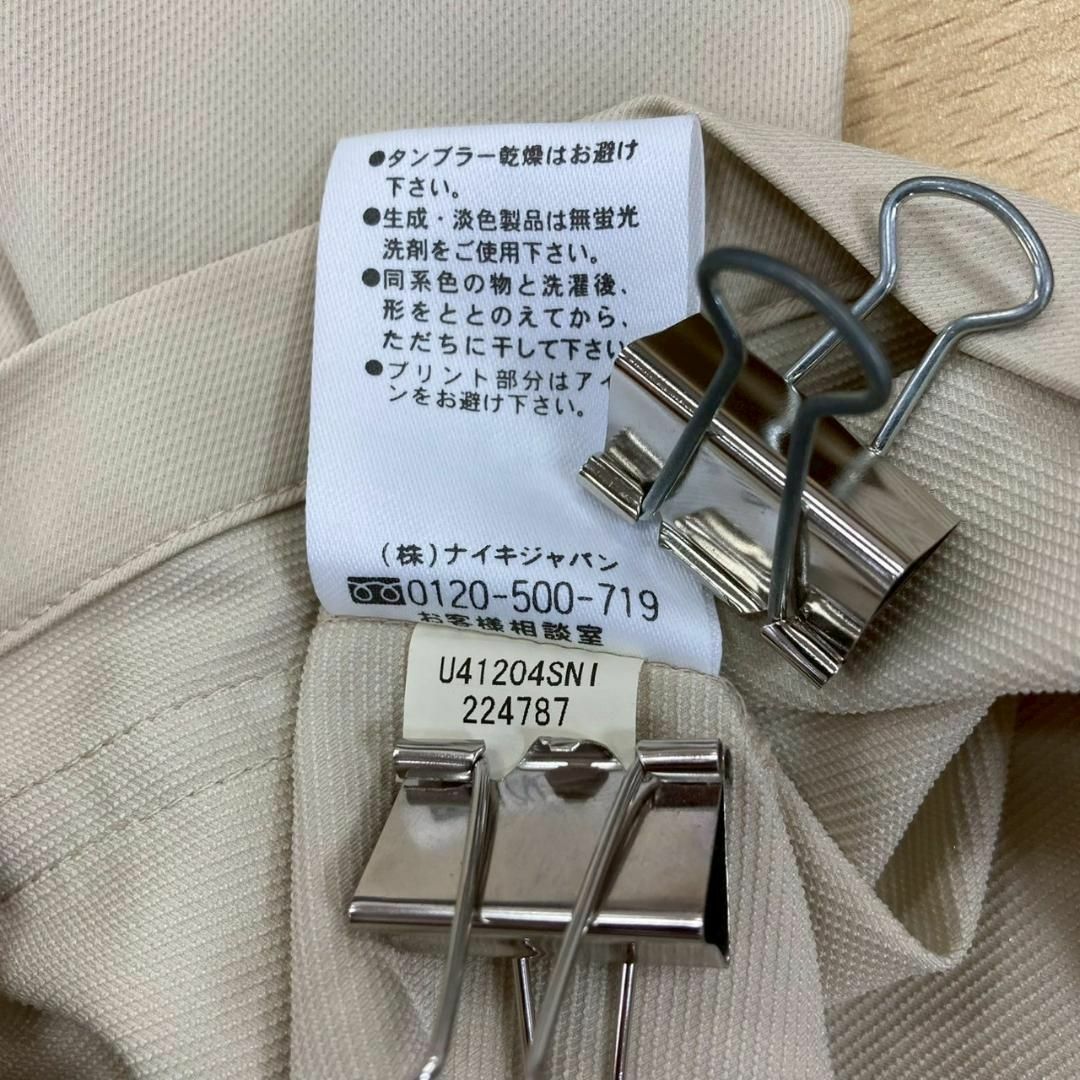 ●タンブラー乾燥はお避け
下さい。
●生成・淡色製品は無蛍光
洗剤をご使用下さい。
●同系色の物と洗濯後、
形をととのえてから、
ただちに干して下さい
●プリント部分はアイ
ンをお避け下さい。
(株)ナイキジャパン
0120-500-719
お客様相談室
U41204SNI
224787